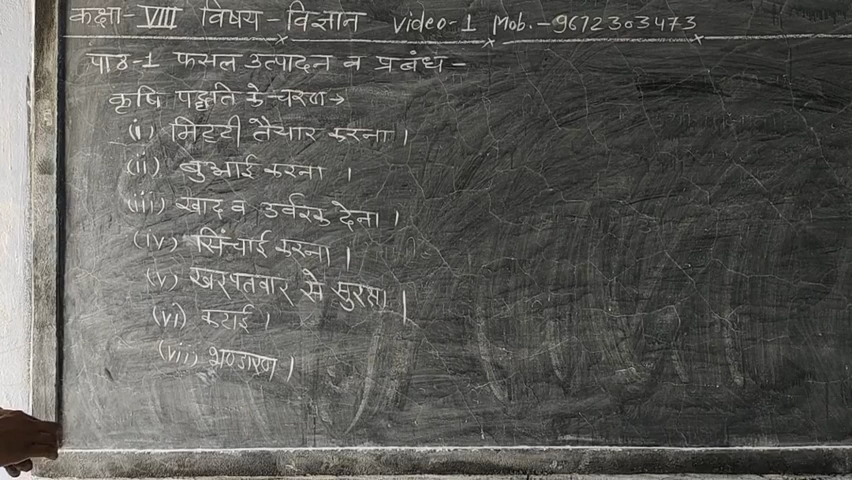 कक्षा- VIII विषय - विज्ञान video-1 Mob.- 9672303473
पाठ-1 फसल उत्पादन व प्रबंध -
कृषि पद्धति के चरण →
(i) मिट्टी तैयार करना।
(ii) बुआई करना ।
(iii) खाद व उर्वरक देना।
(iv) सिंचाई करना।
(v) खरपतवार से सुरक्षा।
(vi) कटाई।
(vii) भण्डारण।